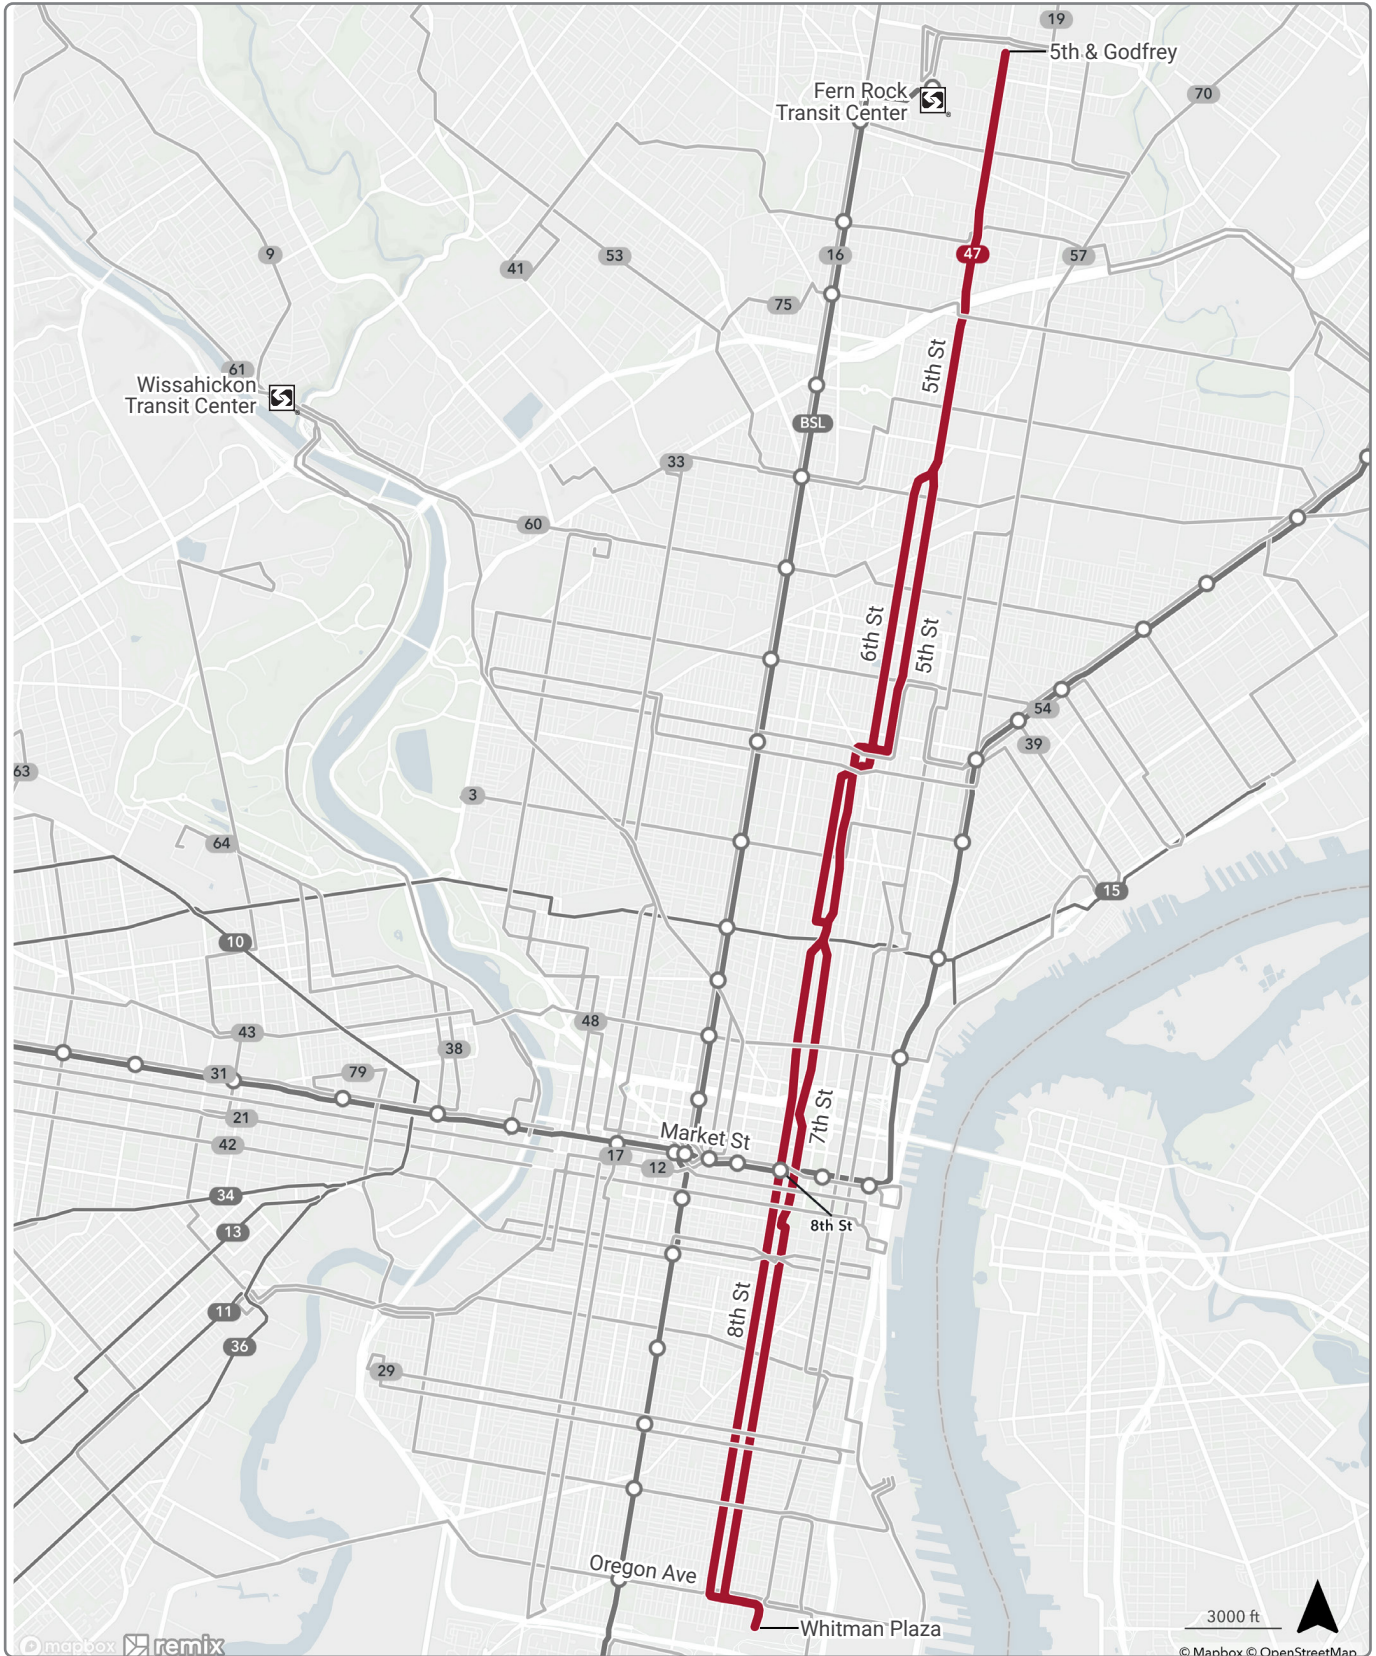 19
5th & Godfrey
Fern Rock
Transit Center
70
9
41
53
16
47
57
75
5th St
61
Wissahickon
Transit Center
BSL
33
60
6th St
5th St
54
39
63
3
64
15
10
48
43
38
31
79
21
7th St
Market St
42
17
12
34
8th St
13
8th St
11
36
29
Oregon Ave
3000 ft
Whitman Plaza
mapbox remix
© Mapbox © OpenStreetMap